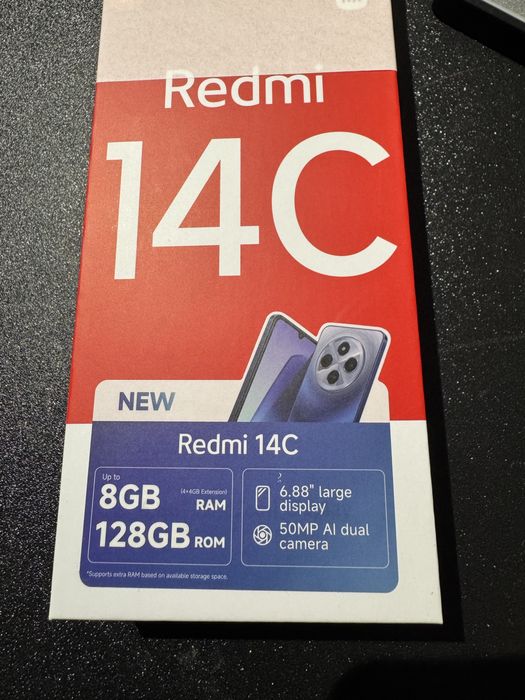 Redmi
14C
NEW
Redmi 14C
Up to
8GB (4+4GB Extension) RAM
128GB ROM
*Supports extra RAM based on available storage space.
6.88" large
display
50MP AI dual
camera